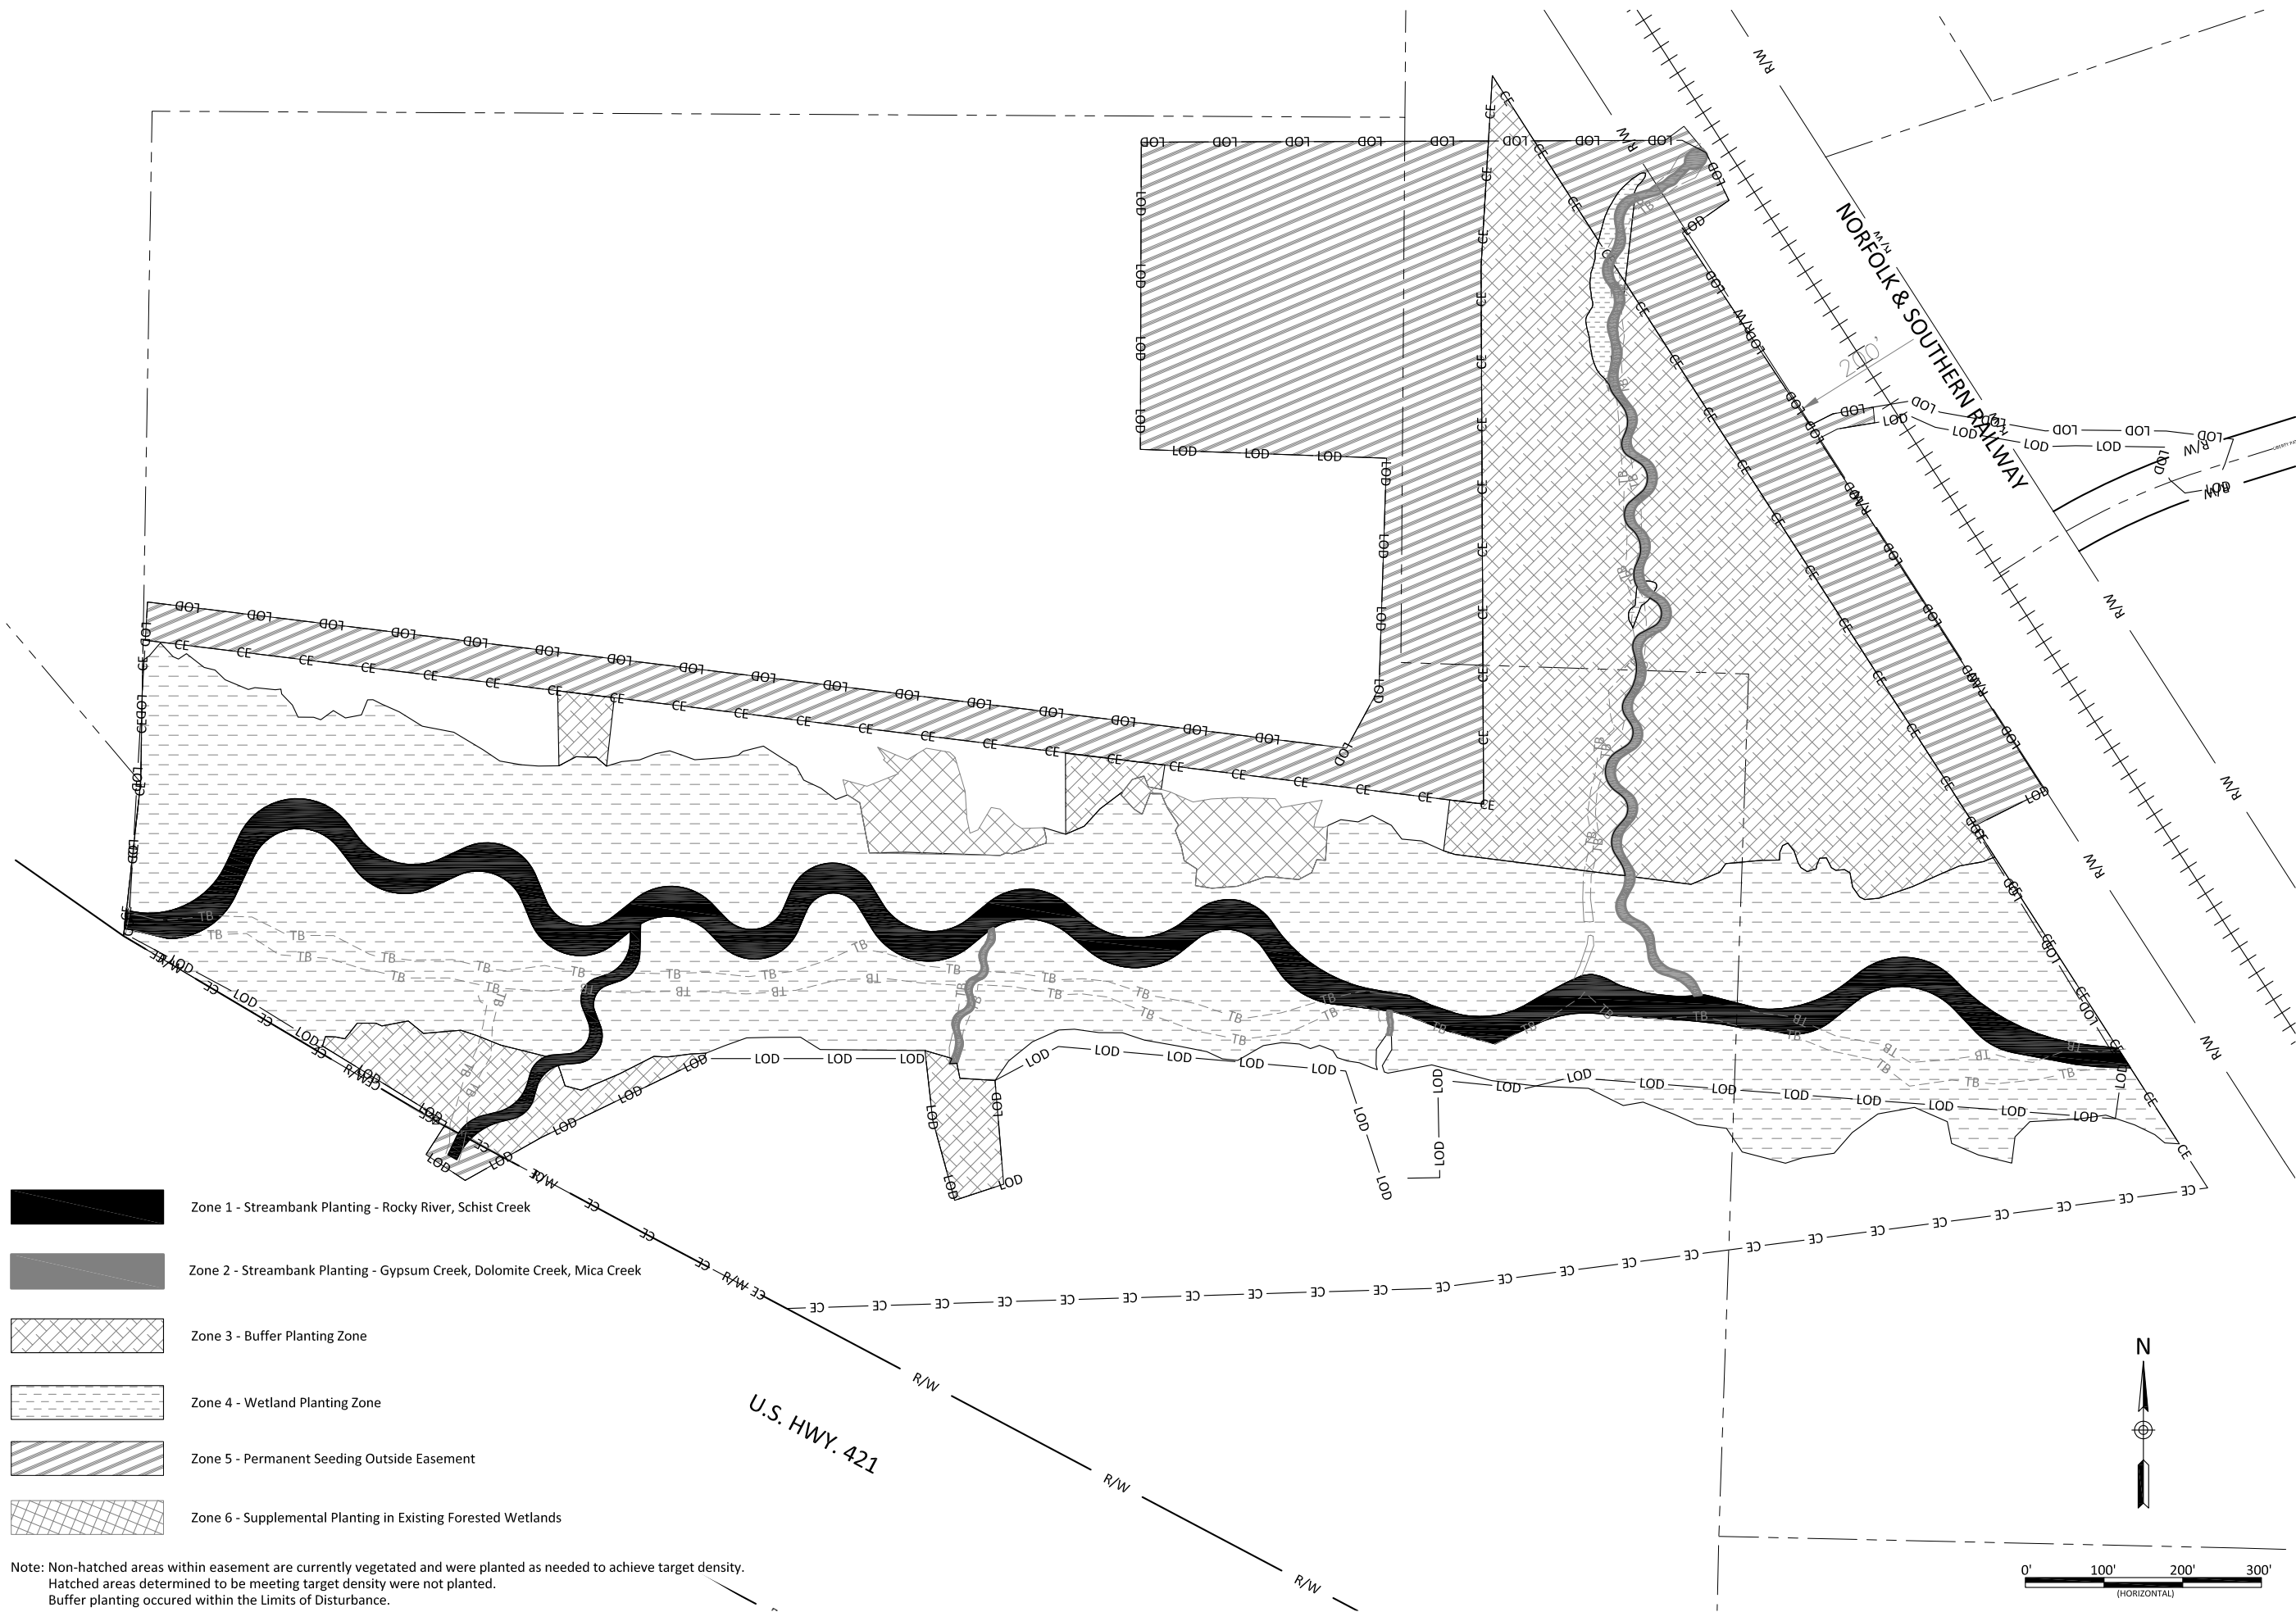 NORFOLK & SOUTHERN RAILWAY
200'
U.S. HWY. 421
Zone 1 - Streambank Planting - Rocky River, Schist Creek
Zone 2 - Streambank Planting - Gypsum Creek, Dolomite Creek, Mica Creek
Zone 3 - Buffer Planting Zone
Zone 4 - Wetland Planting Zone
Zone 5 - Permanent Seeding Outside Easement
Zone 6 - Supplemental Planting in Existing Forested Wetlands
Note: Non-hatched areas within easement are currently vegetated and were planted as needed to achieve target density.
Hatched areas determined to be meeting target density were not planted.
Buffer planting occured within the Limits of Disturbance.
N
0' 100' 200' 300'
(HORIZONTAL)
LOD
CE
R/W
TB